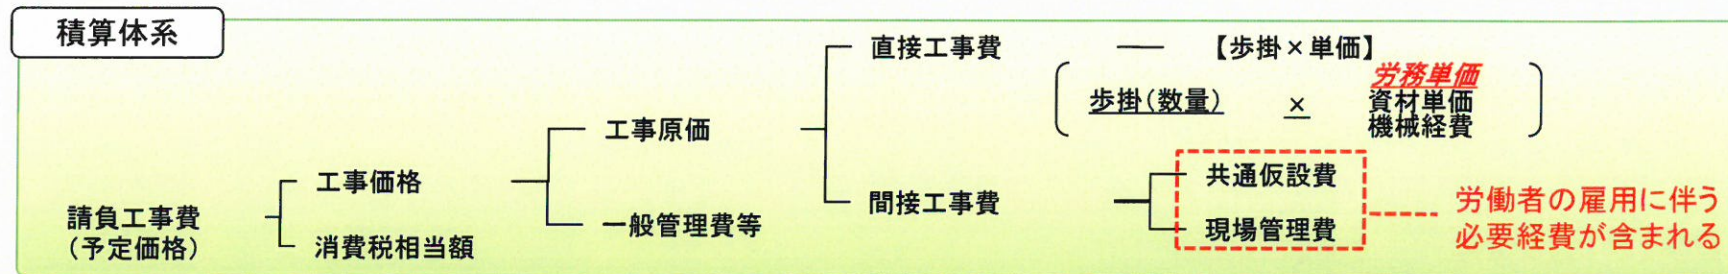 積算体系
直接工事費
【歩掛×単価】
歩掛(数量)
×
労務単価
資材単価
機械経費
工事原価
工事価格
間接工事費
共通仮設費
現場管理費
労働者の雇用に伴う
必要経費が含まれる
請負工事費
(予定価格)
一般管理費等
消費税相当額